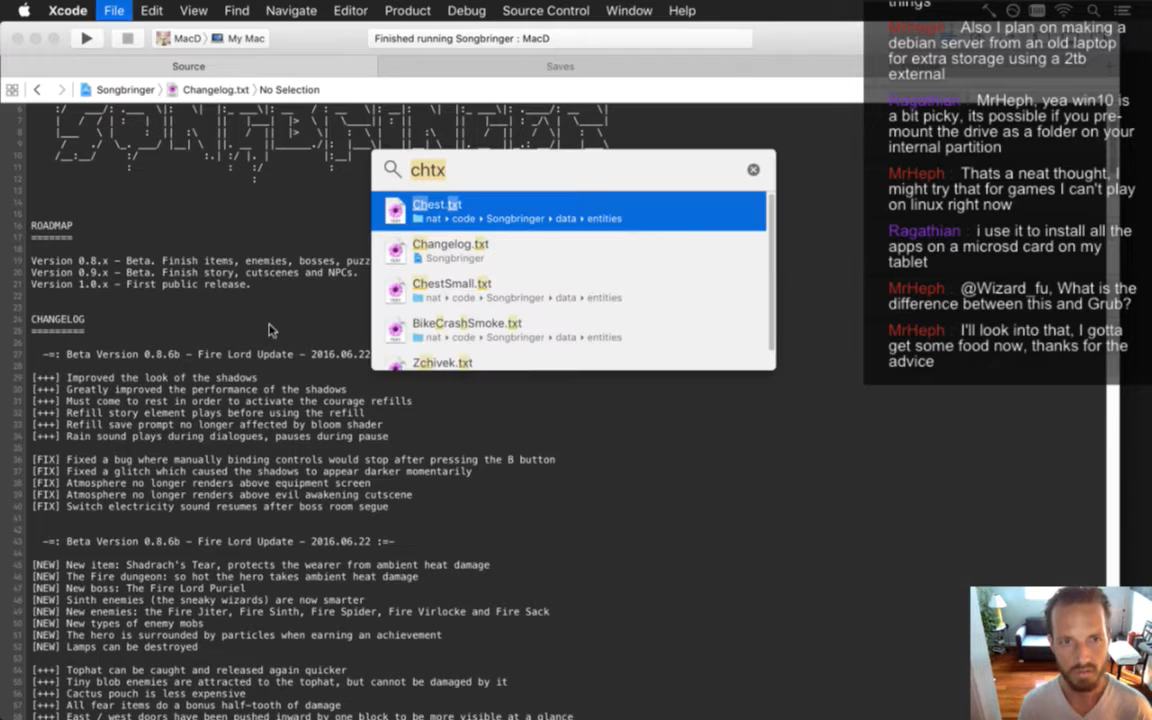 Xcode File Edit View Find Navigate Editor Product Debug Source Control Window Help
MacD My Mac
Finished running Songbringer : MacD
Source
Saves
Songbringer Changelog.txt No Selection
ROADMAP
=======
Version 0.8.x – Beta. Finish items, enemies, bosses, puzz
Version 0.9.x – Beta. Finish story, cutscenes and NPCs.
Version 1.0.x – First public release.
CHANGELOG
=========
-=: Beta Version 0.8.6b – Fire Lord Update – 2016.06.22
[+++] Improved the look of the shadows
[+++] Greatly improved the performance of the shadows
[+++] Must come to rest in order to activate the courage refills
[+++] Refill story element plays before using the refill
[+++] Refill save prompt no longer affected by bloom shader
[+++] Rain sound plays during dialogues, pauses during pause
[FIX] Fixed a bug where manually binding controls would stop after pressing the B button
[FIX] Fixed a glitch which caused the shadows to appear darker momentarily
[FIX] Atmosphere no longer renders above equipment screen
[FIX] Atmosphere no longer renders above evil awakening cutscene
[FIX] Switch electricity sound resumes after boss room segue
-=: Beta Version 0.8.6b – Fire Lord Update – 2016.06.22 :=-
[NEW] New item: Shadrach's Tear, protects the wearer from ambient heat damage
[NEW] The Fire dungeon: so hot the hero takes ambient heat damage
[NEW] New boss: The Fire Lord Puriel
[NEW] Sinth enemies (the sneaky wizards) are now smarter
[NEW] New enemies: the Fire Jiter, Fire Sinth, Fire Spider, Fire Virlocke and Fire Sack
[NEW] New types of enemy mobs
[NEW] The hero is surrounded by particles when earning an achievement
[NEW] Lamps can be destroyed
[+++] Tophat can be caught and released again quicker
[+++] Tiny blob enemies are attracted to the tophat, but cannot be damaged by it
[+++] Cactus pouch is less expensive
[+++] All fear items do a bonus half-tooth of damage
[+++] East / west doors have been pushed inward by one block to be more visible at a glance
chtx
Chest.txt
nat code Songbringer data entities
Changelog.txt
Songbringer
ChestSmall.txt
nat code Songbringer data entities
BikeCrashSmoke.txt
nat code Songbringer data entities
Zchivek.txt
things
MrHeph Also I plan on making a
debian server from an old laptop
for extra storage using a 2tb
external
Ragathian MrHeph, yea win10 is
a bit picky, its possible if you pre-
mount the drive as a folder on your
internal partition
MrHeph Thats a neat thought, I
might try that for games I can't play
on linux right now
Ragathian i use it to install all the
apps on a microsd card on my
tablet
MrHeph @Wizard_fu, What is the
difference between this and Grub?
MrHeph I'll look into that, I gotta
get some food now, thanks for the
advice